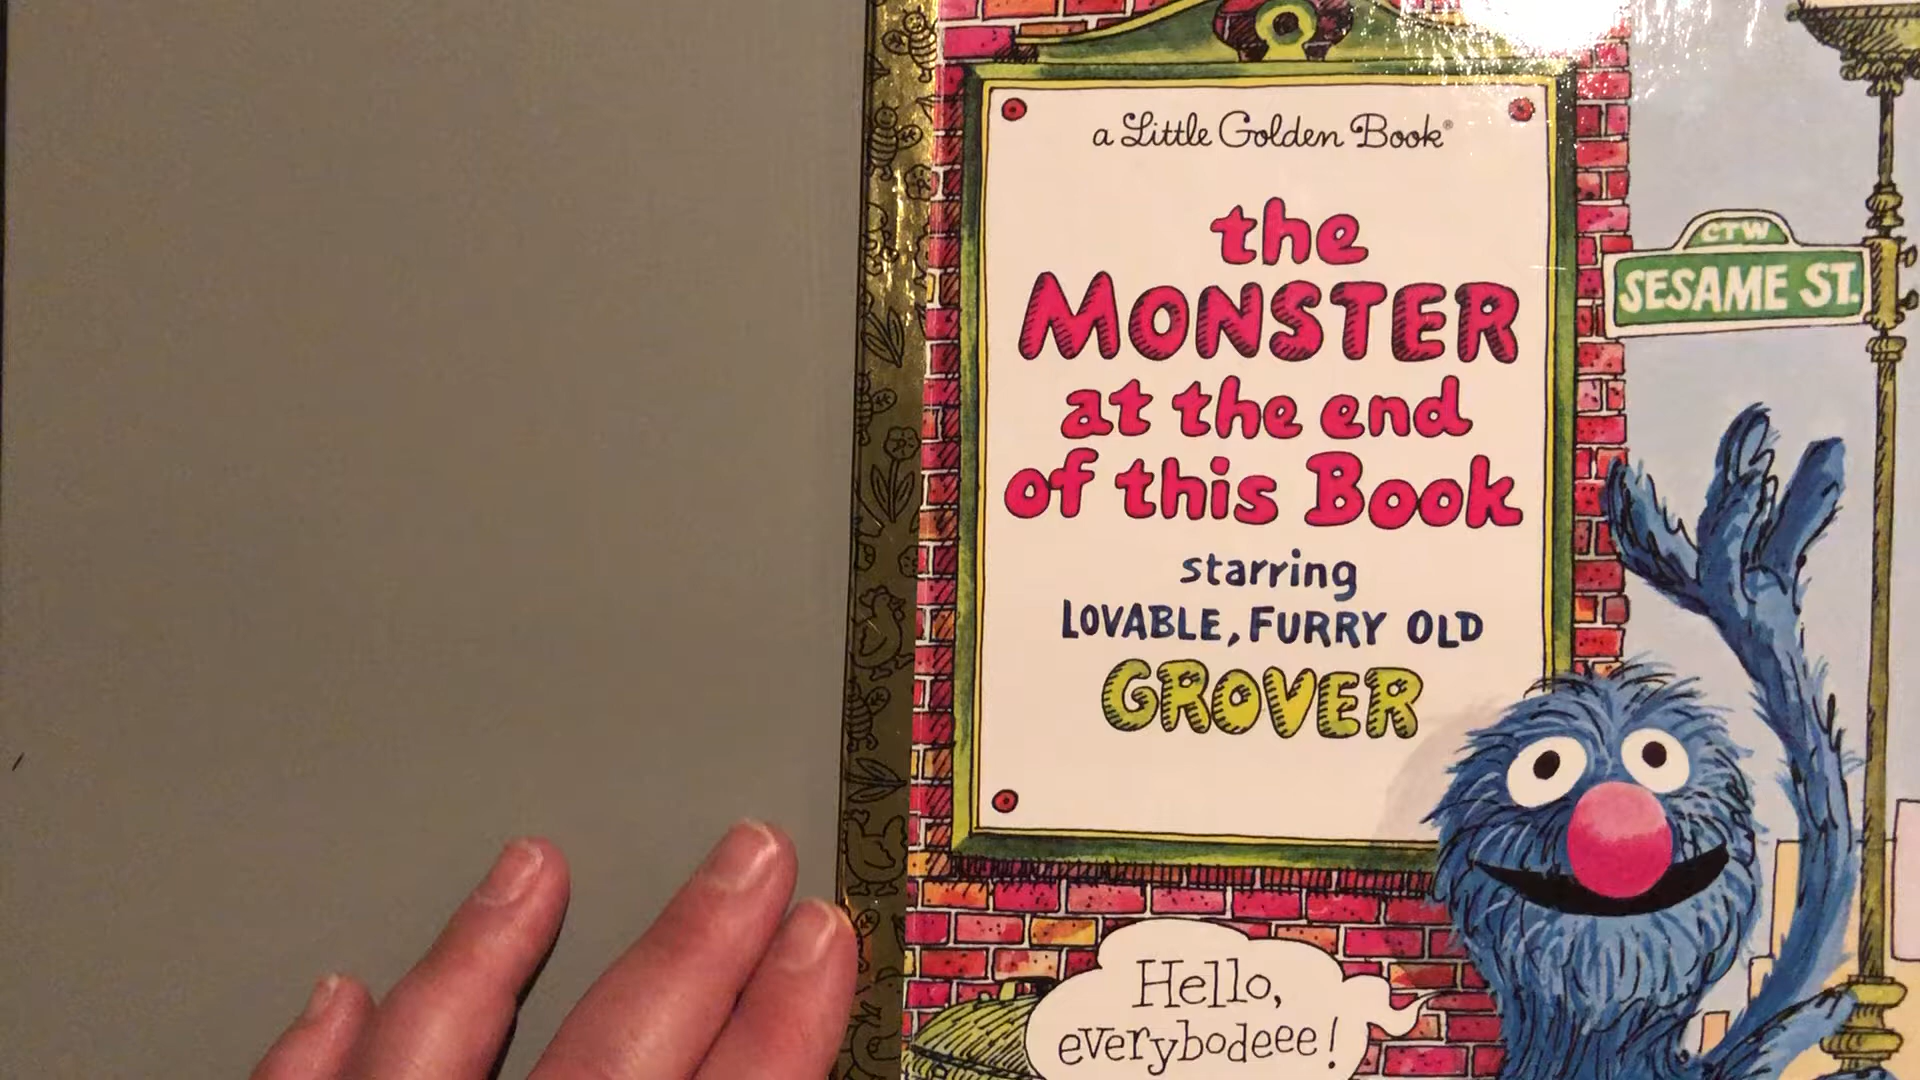 a Little Golden Book®
the
MONSTER
at the end
of this Book
starring
LOVABLE, FURRY OLD
GROVER
CTW
SESAME ST.
Hello,
everybodeee!